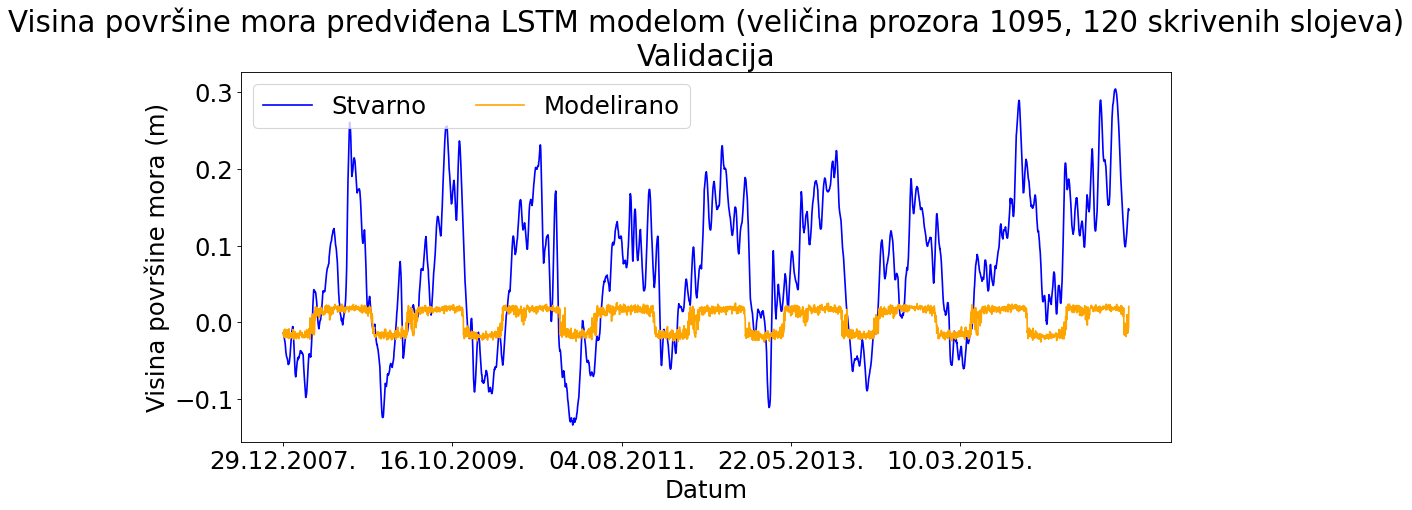 Visina površine mora predviđena LSTM modelom (veličina prozora 1095, 120 skrivenih slojeva)
Validacija
Stvarno Modelirano
Visina površine mora (m)
0.3
0.2
0.1
0.0
−0.1
29.12.2007. 16.10.2009. 04.08.2011. 22.05.2013. 10.03.2015.
Datum